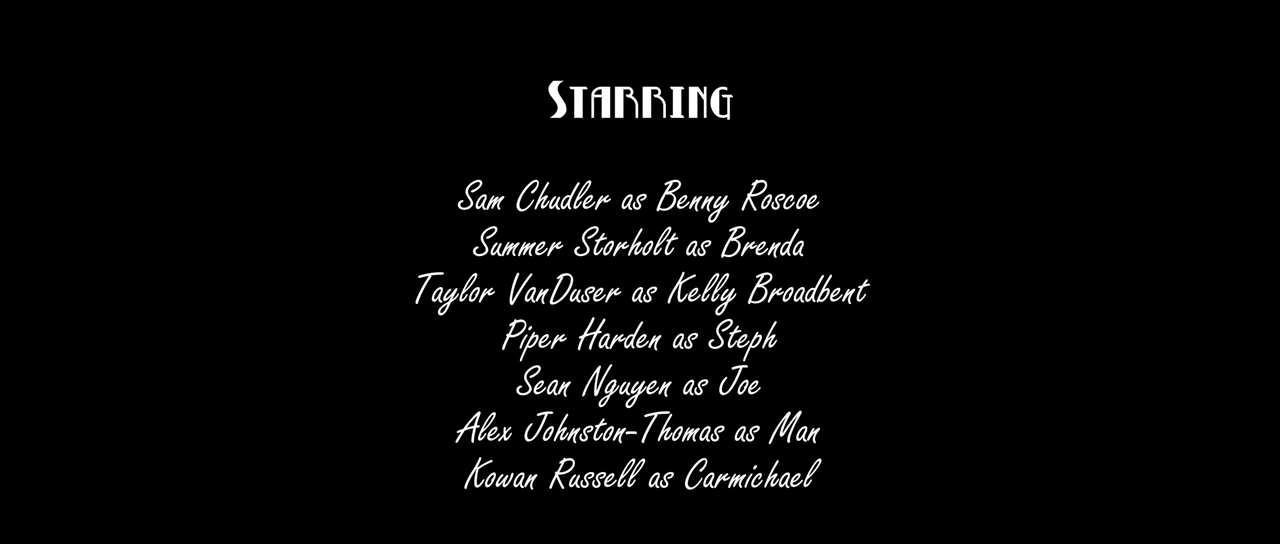 Starring
Sam Chudler as Benny Roscoe
Summer Storholt as Brenda
Taylor VanDuser as Kelly Broadbent
Piper Harden as Steph
Sean Nguyen as Joe
Alex Johnston-Thomas as Man
Kowan Russell as Carmichael